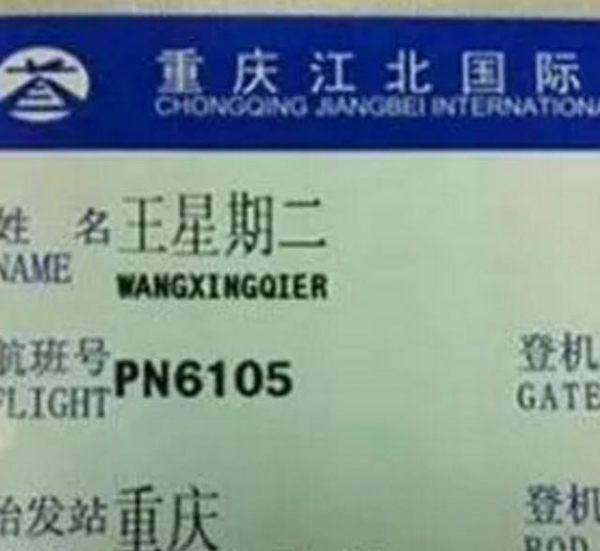 重庆江北国际
CHONGQING JIANGBEI INTERNATIONA
姓 名 王星期二
NAME WANGXINGQIER
航班号 PN6105 登机
FLIGHT GATE
始发站 重庆 登机